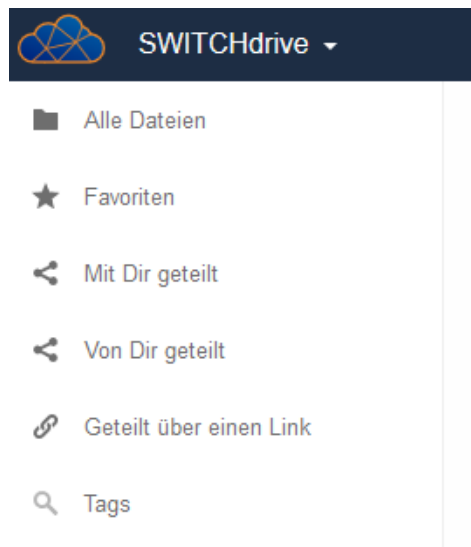 SWITCHdrive
Alle Dateien
Favoriten
Mit Dir geteilt
Von Dir geteilt
Geteilt über einen Link
Tags